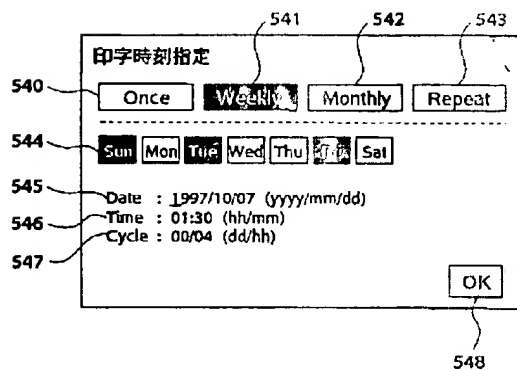 541
542
543
印字時刻指定
540
Once Weekly Monthly Repeat
544
Sun Mon Tue Wed Thu Fri Sat
545
Date : 1997/10/07 (yyyy/mm/dd)
546
Time : 01:30 (hh/mm)
547
Cycle : 00/04 (dd/hh)
OK
548